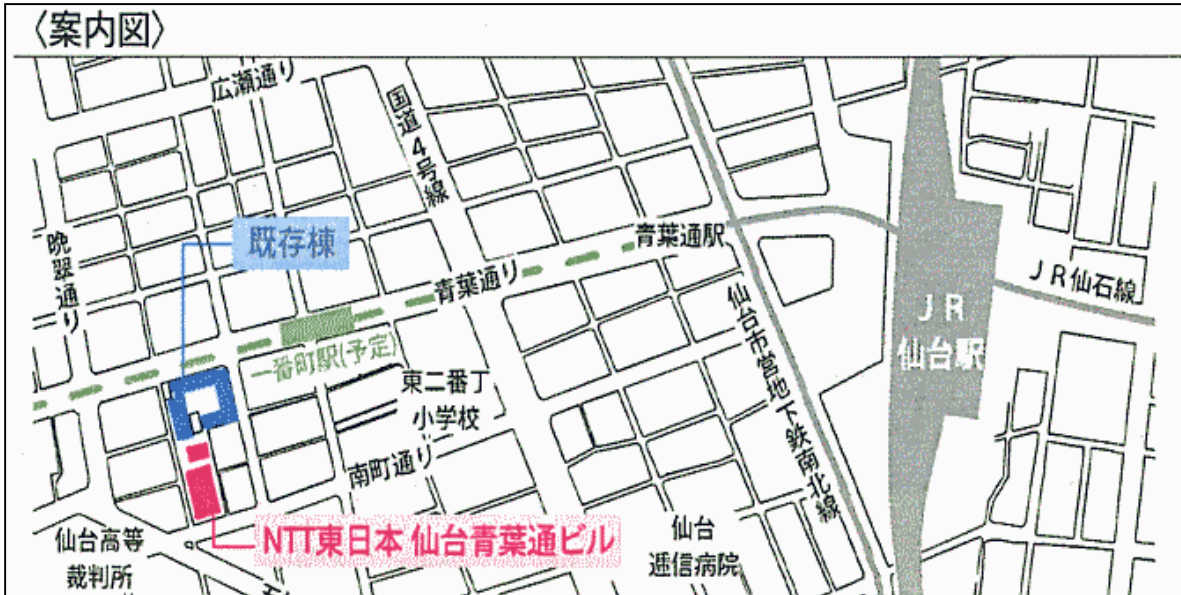 〈案内図〉
広瀬通り
国道4号線
晩翠通り
既存棟
青葉通駅
青葉通り
JR仙石線
JR
仙台駅
仙台市営地下鉄南北線
一番町駅(予定)
東二番丁
小学校
南町通り
NTT東日本 仙台青葉通ビル
仙台高等
裁判所
仙台
逓信病院